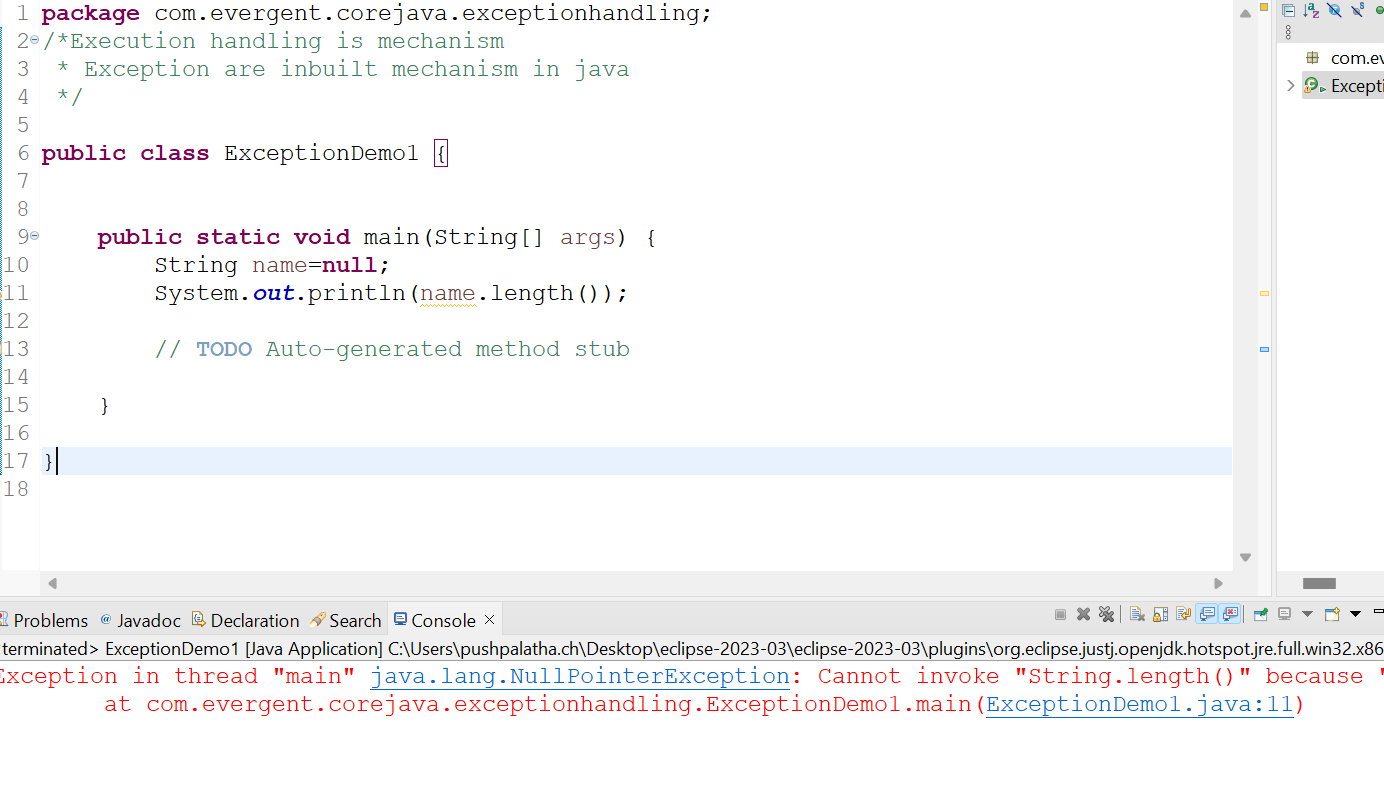 1 package com.evergent.corejava.exceptionhandling;
2 /*Execution handling is mechanism
3 * Exception are inbuilt mechanism in java
4 */
5
6 public class ExceptionDemo1 {
7
8
9 public static void main(String[] args) {
10 String name=null;
11 System.out.println(name.length());
12
13 // TODO Auto-generated method stub
14
15 }
16
17 }
18
com.ev
Excepti
Problems @ Javadoc Declaration Search Console
terminated> ExceptionDemo1 [Java Application] C:\Users\pushpalatha.ch\Desktop\eclipse-2023-03\eclipse-2023-03\plugins\org.eclipse.justj.openjdk.hotspot.jre.full.win32.x86
Exception in thread "main" java.lang.NullPointerException: Cannot invoke "String.length()" because "
at com.evergent.corejava.exceptionhandling.ExceptionDemo1.main(ExceptionDemo1.java:11)